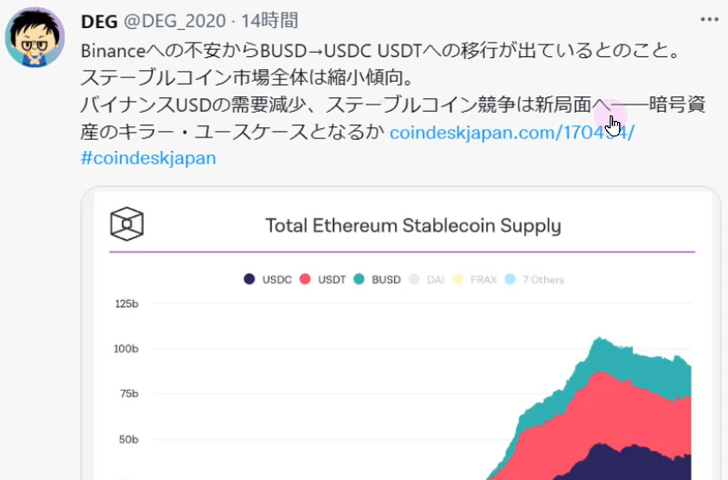 DEG @DEG_2020 · 14時間
Binanceへの不安からBUSD→USDC USDTへの移行が出ているとのこと。
ステーブルコイン市場全体は縮小傾向。
バイナンスUSDの需要減少、ステーブルコイン競争は新局面へ──暗号資
産のキラー・ユースケースとなるか coindeskjapan.com/170494/
#coindeskjapan
Total Ethereum Stablecoin Supply
USDC USDT BUSD DAI FRAX 7 Others
125b
100b
75b
50b